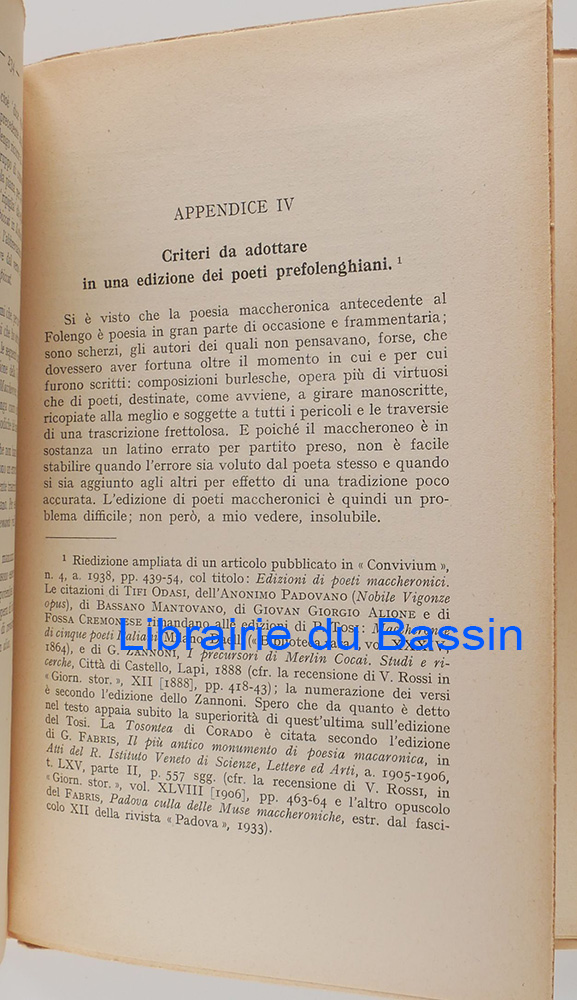 — 254 —
APPENDICE IV
Criteri da adottare
in una edizione dei poeti prefolenghiani. ¹
Si è visto che la poesia maccheronica antecedente al
Folengo è poesia in gran parte di occasione e frammentaria;
sono scherzi, gli autori dei quali non pensavano, forse, che
dovessero aver fortuna oltre il momento in cui e per cui
furono scritti: composizioni burlesche, opera più di virtuosi
che di poeti, destinate, come avviene, a girare manoscritte,
ricopiate alla meglio e soggette a tutti i pericoli e le traversie
di una trascrizione frettolosa. E poiché il maccheroneo è in
sostanza un latino errato per partito preso, non è facile
stabilire quando l'errore sia voluto dal poeta stesso e quando
si sia aggiunto agli altri per effetto di una tradizione poco
accurata. L'edizione di poeti maccheronici è quindi un pro-
blema difficile; non però, a mio vedere, insolubile.
¹ Riedizione ampliata di un articolo pubblicato in « Convivium »,
n. 4, a. 1938, pp. 439-54, col titolo: Edizioni di poeti maccheronici.
Le citazioni di TIFI ODASI, dell'ANONIMO PADOVANO (Nobile Vigonze
opus), di BASSANO MANTOVANO, di GIOVAN GIORGIO ALIONE e di
FOSSA CREMONESE rimandano alle edizioni di P. TOSI: Maccheronee
di cinque poeti italiani Milano
1864), e di G. ZANNONI, I precursori di Merlin Cocai. Studi e ri-
cerche, Città di Castello, Lapi, 1888 (cfr. la recensione di V. Rossi in
« Giorn. stor. », XII [1888], pp. 418-43); la numerazione dei versi
è secondo l'edizione dello Zannoni. Spero che da quanto è detto
nel testo appaia subito la superiorità di quest'ultima sull'edizione
del Tosi. La Tosontea di CORADO è citata secondo l'edizione
di G. FABRIS, Il più antico monumento di poesia macaronica, in
Atti del R. Istituto Veneto di Scienze, Lettere ed Arti, a. 1905-1906,
t. LXV, parte II, p. 557 sgg. (cfr. la recensione di V. Rossi, in
« Giorn. stor. », vol. XLVIII [1906], pp. 463-64 e l'altro opuscolo
del FABRIS, Padova culla delle Muse maccheroniche, estr. dal fasci-
colo XII della rivista « Padova », 1933).
Librairie du Bassin